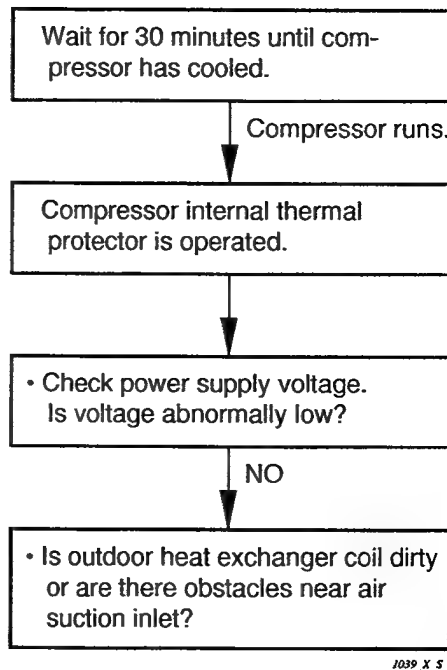 Wait for 30 minutes until com-
pressor has cooled.
Compressor runs.
Compressor internal thermal
protector is operated.
• Check power supply voltage.
Is voltage abnormally low?
NO
• Is outdoor heat exchanger coil dirty
or are there obstacles near air
suction inlet?
1039 X S